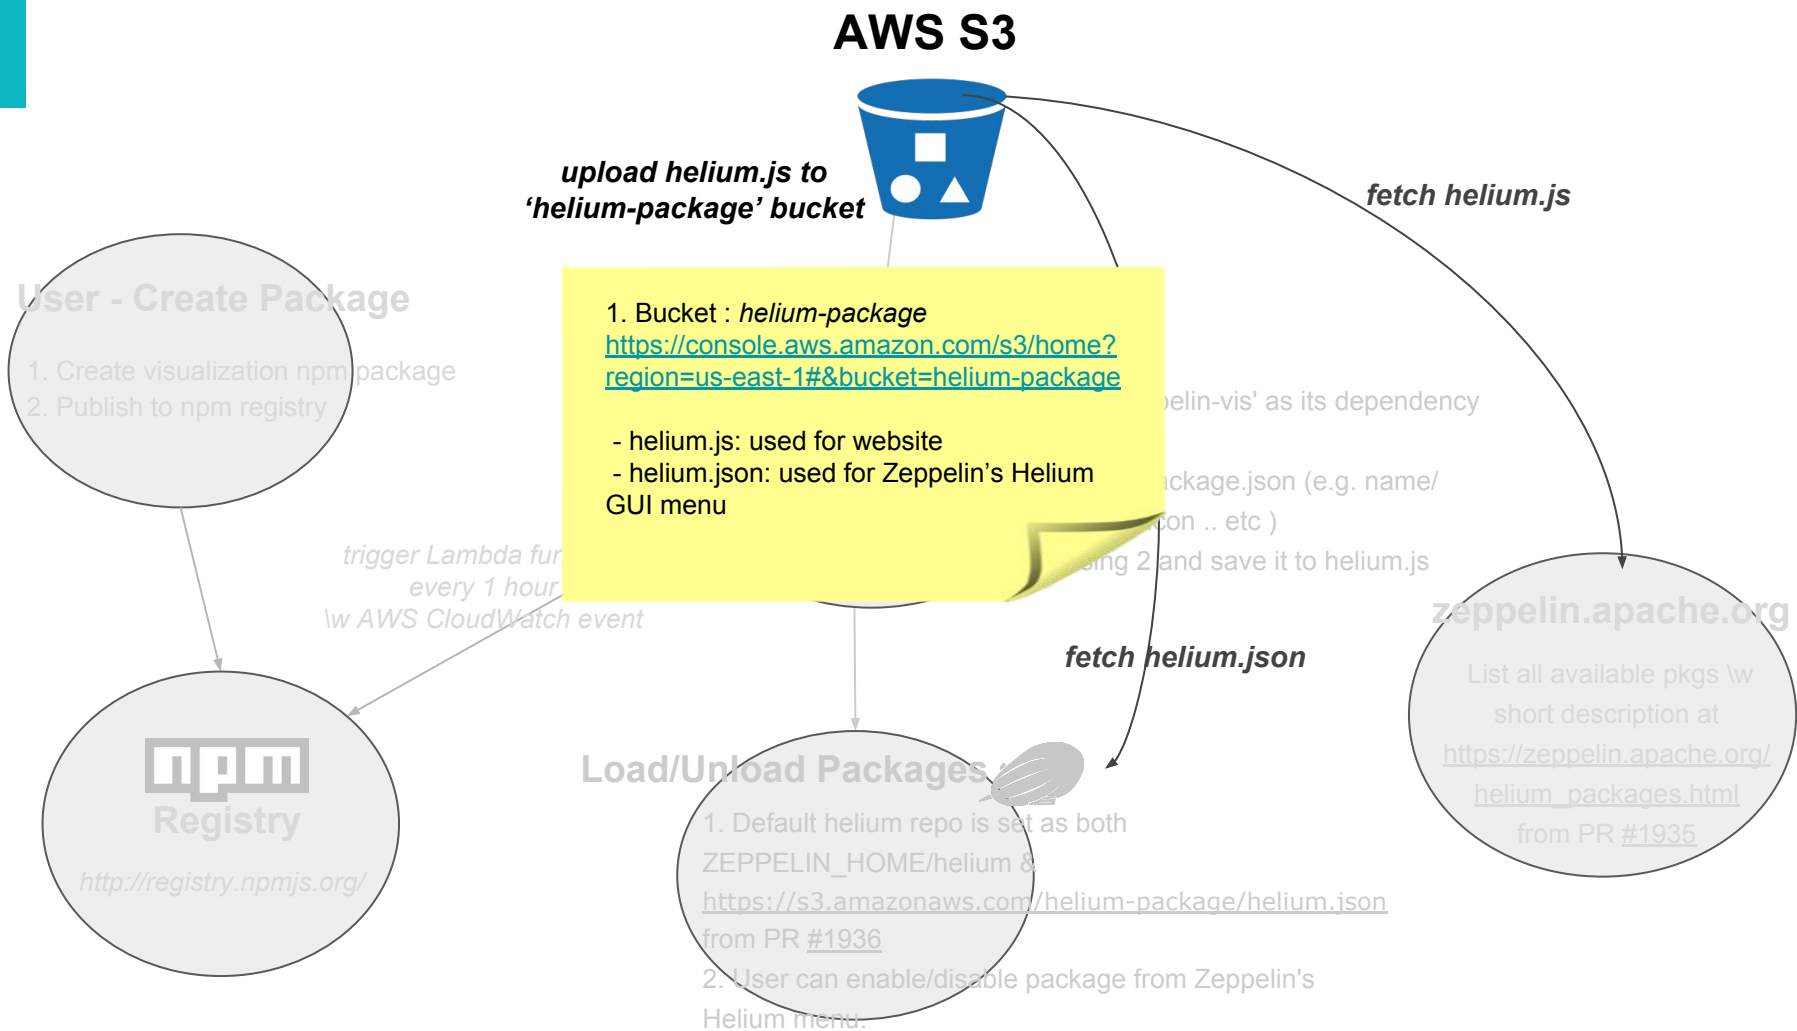 AWS S3
upload helium.js to
‘helium-package’ bucket
fetch helium.js
User - Create Package
1. Create visualization npm package
2. Publish to npm registry
1. Bucket : helium-package
https://console.aws.amazon.com/s3/home?
region=us-east-1#&bucket=helium-package
- helium.js: used for website
- helium.json: used for Zeppelin’s Helium
GUI menu
as its dependency
(e.g. name/
.. etc )
2 and save it to helium.js
trigger Lambda
every 1 hour
\w AWS CloudWatch event
fetch helium.json
npm
Registry
http://registry.npmjs.org/
Load/Unload Packages
1. Default helium repo is set as both
ZEPPELIN_HOME/helium &
https://s3.amazonaws.com/helium-package/helium.json
from PR #1936
2. User can enable/disable package from Zeppelin's
Helium menu.
zeppelin.apache.org
List all available pkgs \w
short description at
https://zeppelin.apache.org/
helium_packages.html
from PR #1935